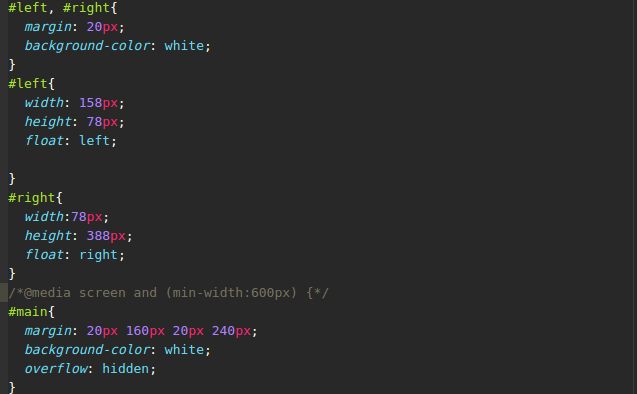 #left, #right{
  margin: 20px;
  background-color: white;
}
#left{
  width: 158px;
  height: 78px;
  float: left;

}
#right{
  width:78px;
  height: 388px;
  float: right;
}
/*@media screen and (min-width:600px) {*/
#main{
  margin: 20px 160px 20px 240px;
  background-color: white;
  overflow: hidden;
}